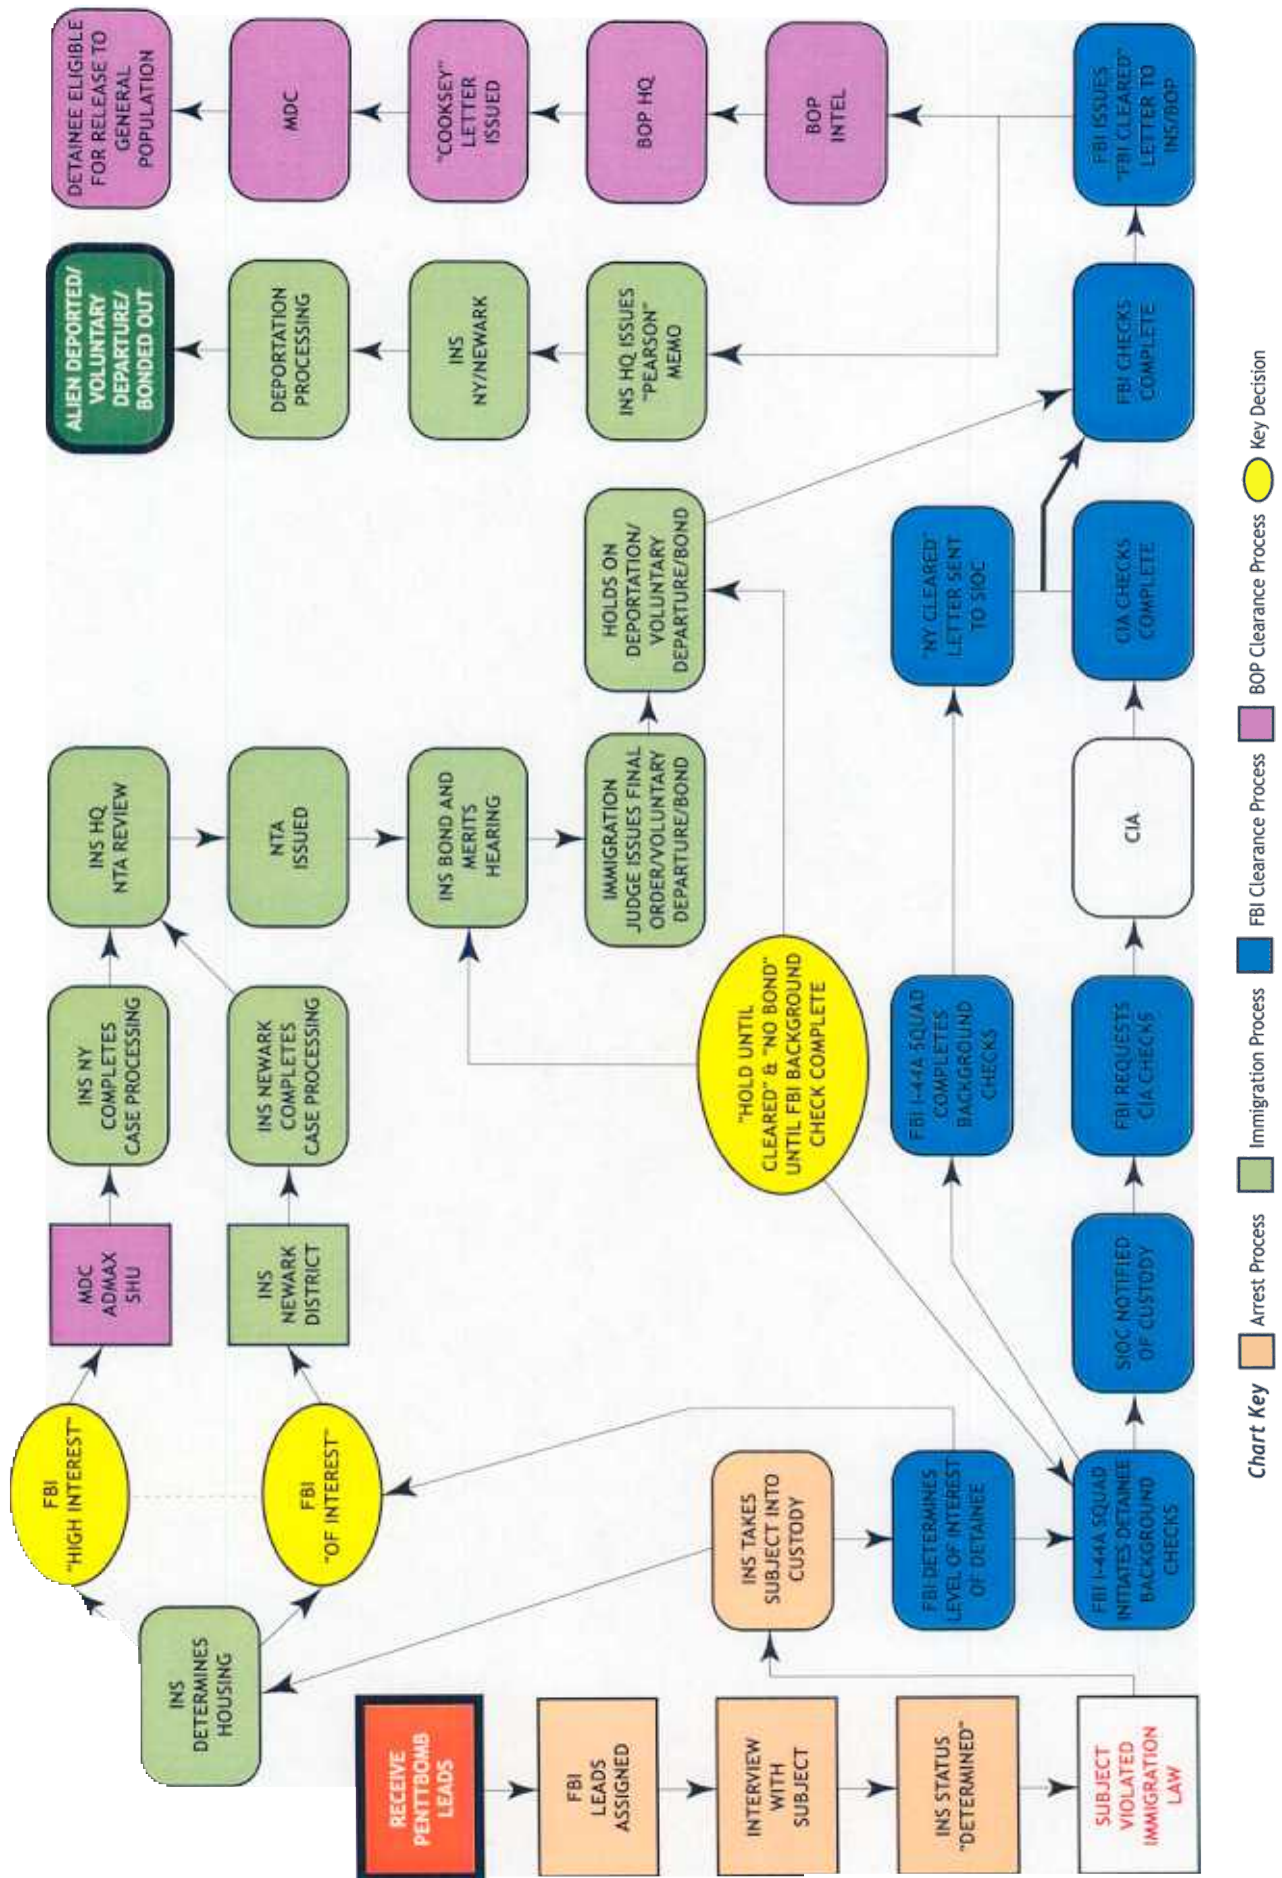 RECEIVE
PENTTBOMB
LEADS
FBI
LEADS
ASSIGNED
INTERVIEW
WITH
SUBJECT
INS STATUS
"DETERMINED"
SUBJECT
VIOLATED
IMMIGRATION
LAW
INS
DETERMINES
HOUSING
INS TAKES
SUBJECT INTO
CUSTODY
FBI DETERMINES
LEVEL OF INTEREST
OF DETAINEE
FBI I-44A SQUAD
INITIATES DETAINEE
BACKGROUND
CHECKS
FBI
"HIGH INTEREST"
FBI
"OF INTEREST"
MDC
ADMAX
SHU
INS
NEWARK
DISTRICT
INS NY
COMPLETES
CASE PROCESSING
INS NEWARK
COMPLETES
CASE PROCESSING
INS HQ
NTA REVIEW
NTA
ISSUED
INS BOND AND
MERITS
HEARING
IMMIGRATION
JUDGE ISSUES FINAL
ORDER/VOLUNTARY
DEPARTURE/BOND
"HOLD UNTIL
CLEARED" & "NO BOND"
UNTIL FBI BACKGROUND
CHECK COMPLETE
HOLDS ON
DEPORTATION/
VOLUNTARY
DEPARTURE/BOND
SIOC NOTIFIED
OF CUSTODY
FBI REQUESTS
CIA CHECKS
CIA
CIA CHECKS
COMPLETE
FBI I-44A SQUAD
COMPLETES
BACKGROUND
CHECKS
"NY CLEARED"
LETTER SENT
TO SIOC
FBI CHECKS
COMPLETE
FBI ISSUES
"FBI CLEARED"
LETTER TO
INS/BOP
INS HQ ISSUES
"PEARSON"
MEMO
INS
NY/NEWARK
DEPORTATION
PROCESSING
ALIEN DEPORTED/
VOLUNTARY
DEPARTURE/
BONDED OUT
BOP
INTEL
BOP HQ
"COOKSEY"
LETTER
ISSUED
MDC
DETAINEE ELIGIBLE
FOR RELEASE TO
GENERAL
POPULATION
Chart Key
Arrest Process
Immigration Process
FBI Clearance Process
BOP Clearance Process
Key Decision